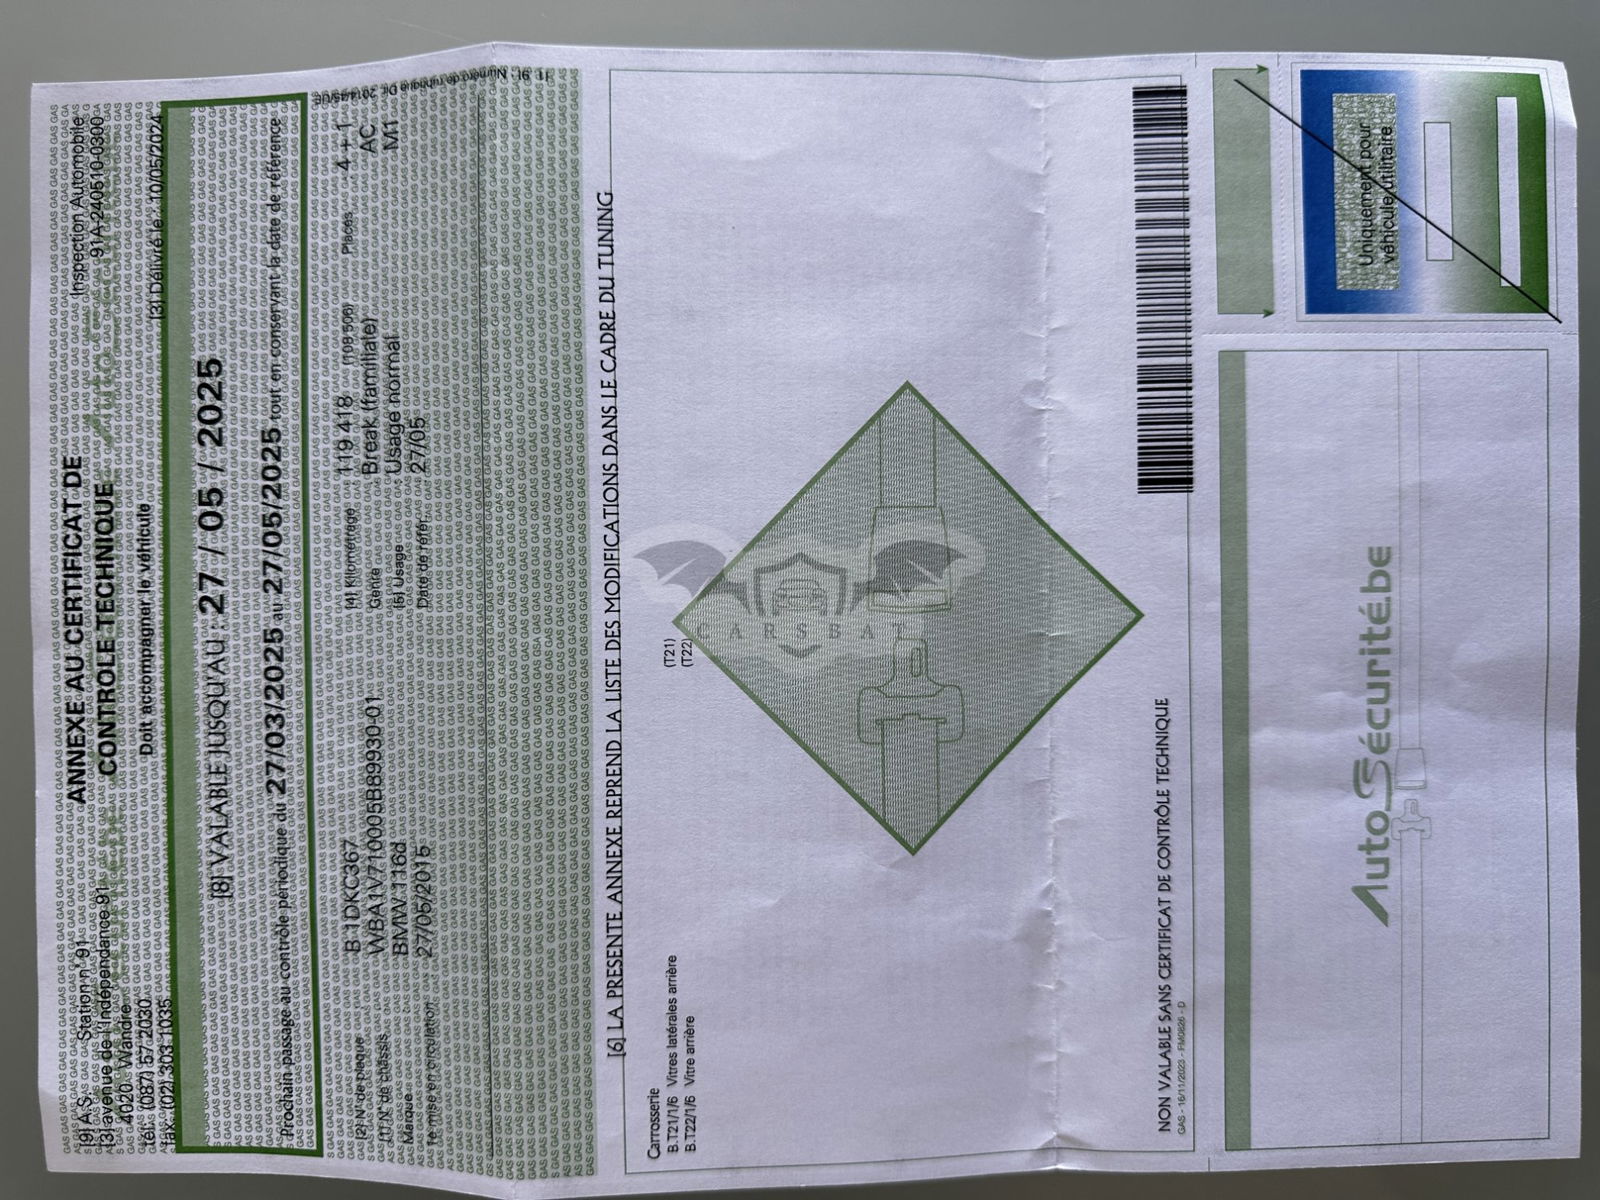 [9] A.S. - Station n° 91
[3] avenue de l'Indépendance 91
4020 Wandre
tél. (087) 57 2030
fax. (02) 303 1035
ANNEXE AU CERTIFICAT DE
CONTROLE TECHNIQUE
Doit accompagner le véhicule
Inspection Automobile
91A-240510-0300
[3] Délivré le : 10/05/2024
[8] VALABLE JUSQU'AU : 27 / 05 / 2025
Prochain passage au contrôle périodique du 27/03/2025 au 27/05/2025 tout en conservant la date de référence
[2] N° de plaque B 1DKC367 [4] Kilométrage 119 418 (108 506) Places 4 + 1
[1] N° de châssis WBA1V710005B89930-01 Genre Break (familiale) AC
Marque BMW 116d [5] Usage Usage normal M1
1e mise en circulation 27/05/2015 Date de réf. 27/05
[6] LA PRESENTE ANNEXE REPREND LA LISTE DES MODIFICATIONS DANS LE CADRE DU TUNING
Carrosserie
B.T21/1/6 Vitres latérales arrière (T21)
B.T22/1/6 Vitre arrière (T22)
CARSBAT
NON VALABLE SANS CERTIFICAT DE CONTRÔLE TECHNIQUE
GAS - 16/11/2023 - FM0826 - D
AutoSécurité.be
Uniquement pour
véhicule utilitaire